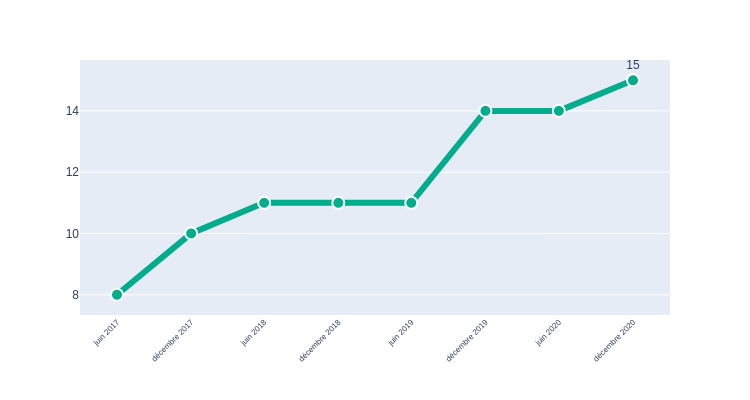 15
14
12
10
8
juin 2017
décembre 2017
juin 2018
décembre 2018
juin 2019
décembre 2019
juin 2020
décembre 2020